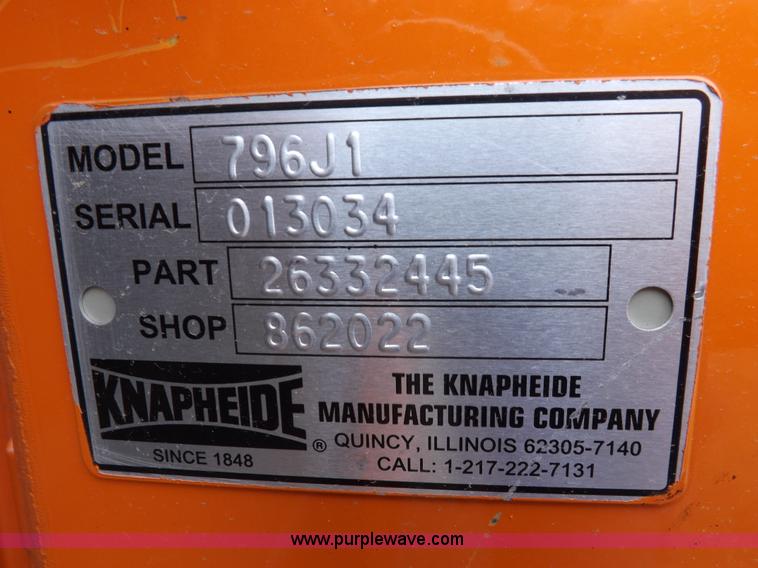 MODEL 796J1
SERIAL 013034
PART 26332445
SHOP 862022
KNAPHEIDE
SINCE 1848
THE KNAPHEIDE
MANUFACTURING COMPANY
® QUINCY, ILLINOIS 62305-7140
CALL: 1-217-222-7131
www.purplewave.com